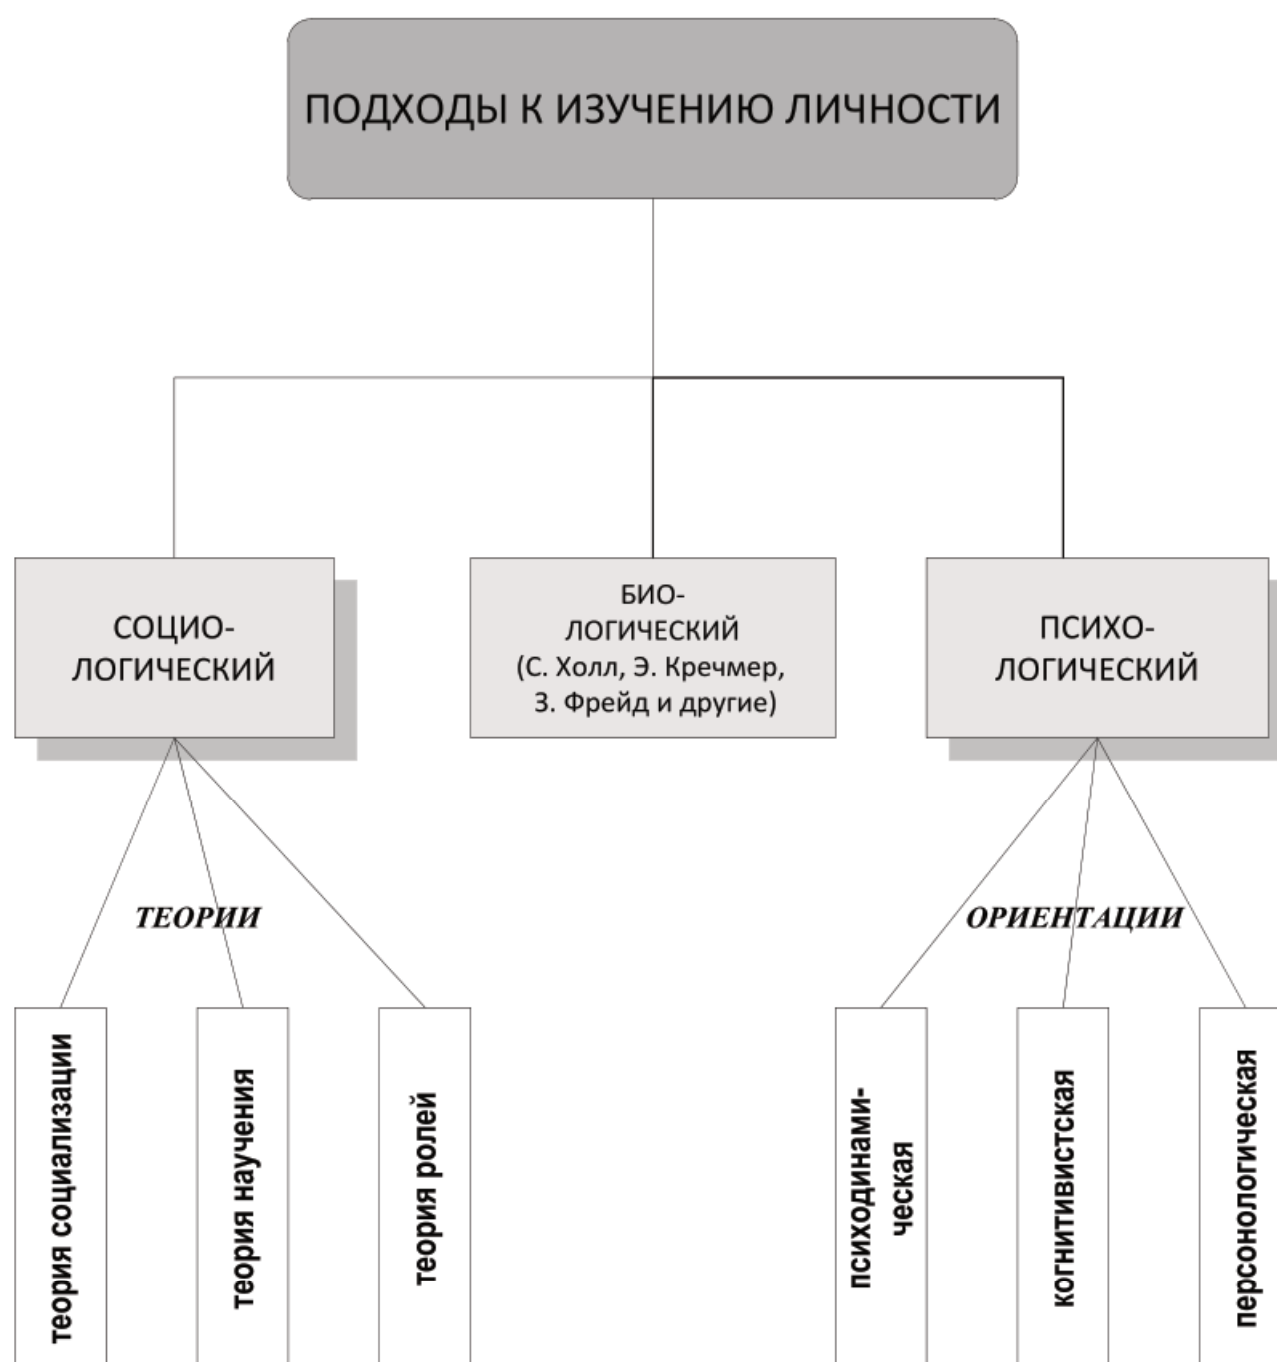 ПОДХОДЫ К ИЗУЧЕНИЮ ЛИЧНОСТИ
СОЦИО-
ЛОГИЧЕСКИЙ
БИО-
ЛОГИЧЕСКИЙ
(С. Холл, Э. Кречмер,
З. Фрейд и другие)
ПСИХО-
ЛОГИЧЕСКИЙ
ТЕОРИИ
ОРИЕНТАЦИИ
теория социализации
теория научения
теория ролей
психодинами-
ческая
когнитивистская
персонологическая